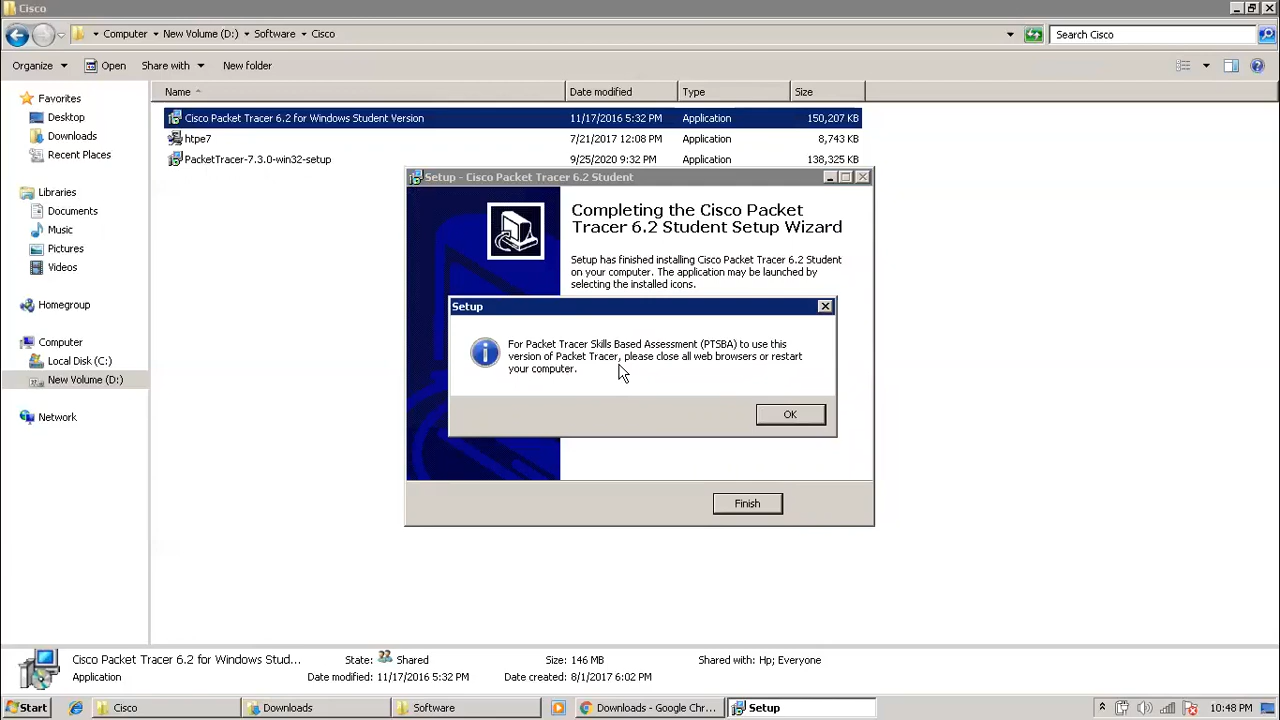 Cisco
Computer New Volume (D:) Software Cisco
Search Cisco
Organize Open Share with New folder
Name Date modified Type Size
Favorites
Desktop
Downloads
Recent Places
Libraries
Documents
Music
Pictures
Videos
Homegroup
Computer
Local Disk (C:)
New Volume (D:)
Network
Cisco Packet Tracer 6.2 for Windows Student Version 11/17/2016 5:32 PM Application 150,207 KB
htpe7 7/21/2017 12:08 PM Application 8,743 KB
PacketTracer-7.3.0-win32-setup 9/25/2020 9:32 PM Application 138,325 KB
Setup - Cisco Packet Tracer 6.2 Student
Completing the Cisco Packet
Tracer 6.2 Student Setup Wizard
Setup has finished installing Cisco Packet Tracer 6.2 Student
on your computer. The application may be launched by
selecting the installed icons.
Setup
For Packet Tracer Skills Based Assessment (PTSBA) to use this
version of Packet Tracer, please close all web browsers or restart
your computer.
OK
Finish
Cisco Packet Tracer 6.2 for Windows Stud... State: Shared Size: 146 MB Shared with: Hp; Everyone
Application Date modified: 11/17/2016 5:32 PM Date created: 8/1/2017 6:02 PM
Start Cisco Downloads Software Downloads - Google Chr... Setup 10:48 PM